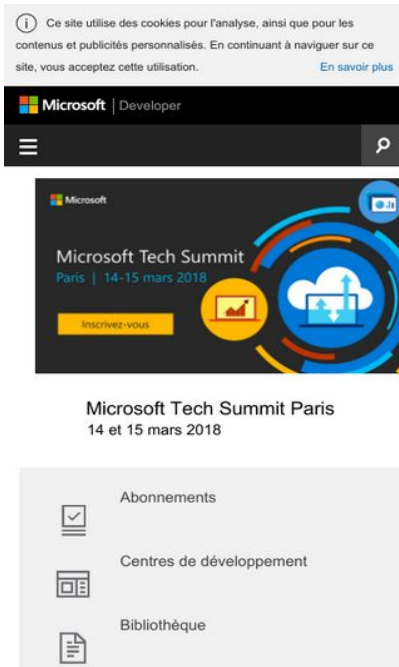 Ce site utilise des cookies pour l'analyse, ainsi que pour les
contenus et publicités personnalisés. En continuant à naviguer sur ce
site, vous acceptez cette utilisation. En savoir plus
Microsoft | Developer
Microsoft
Microsoft Tech Summit
Paris | 14-15 mars 2018
Inscrivez-vous
Microsoft Tech Summit Paris
14 et 15 mars 2018
Abonnements
Centres de développement
Bibliothèque